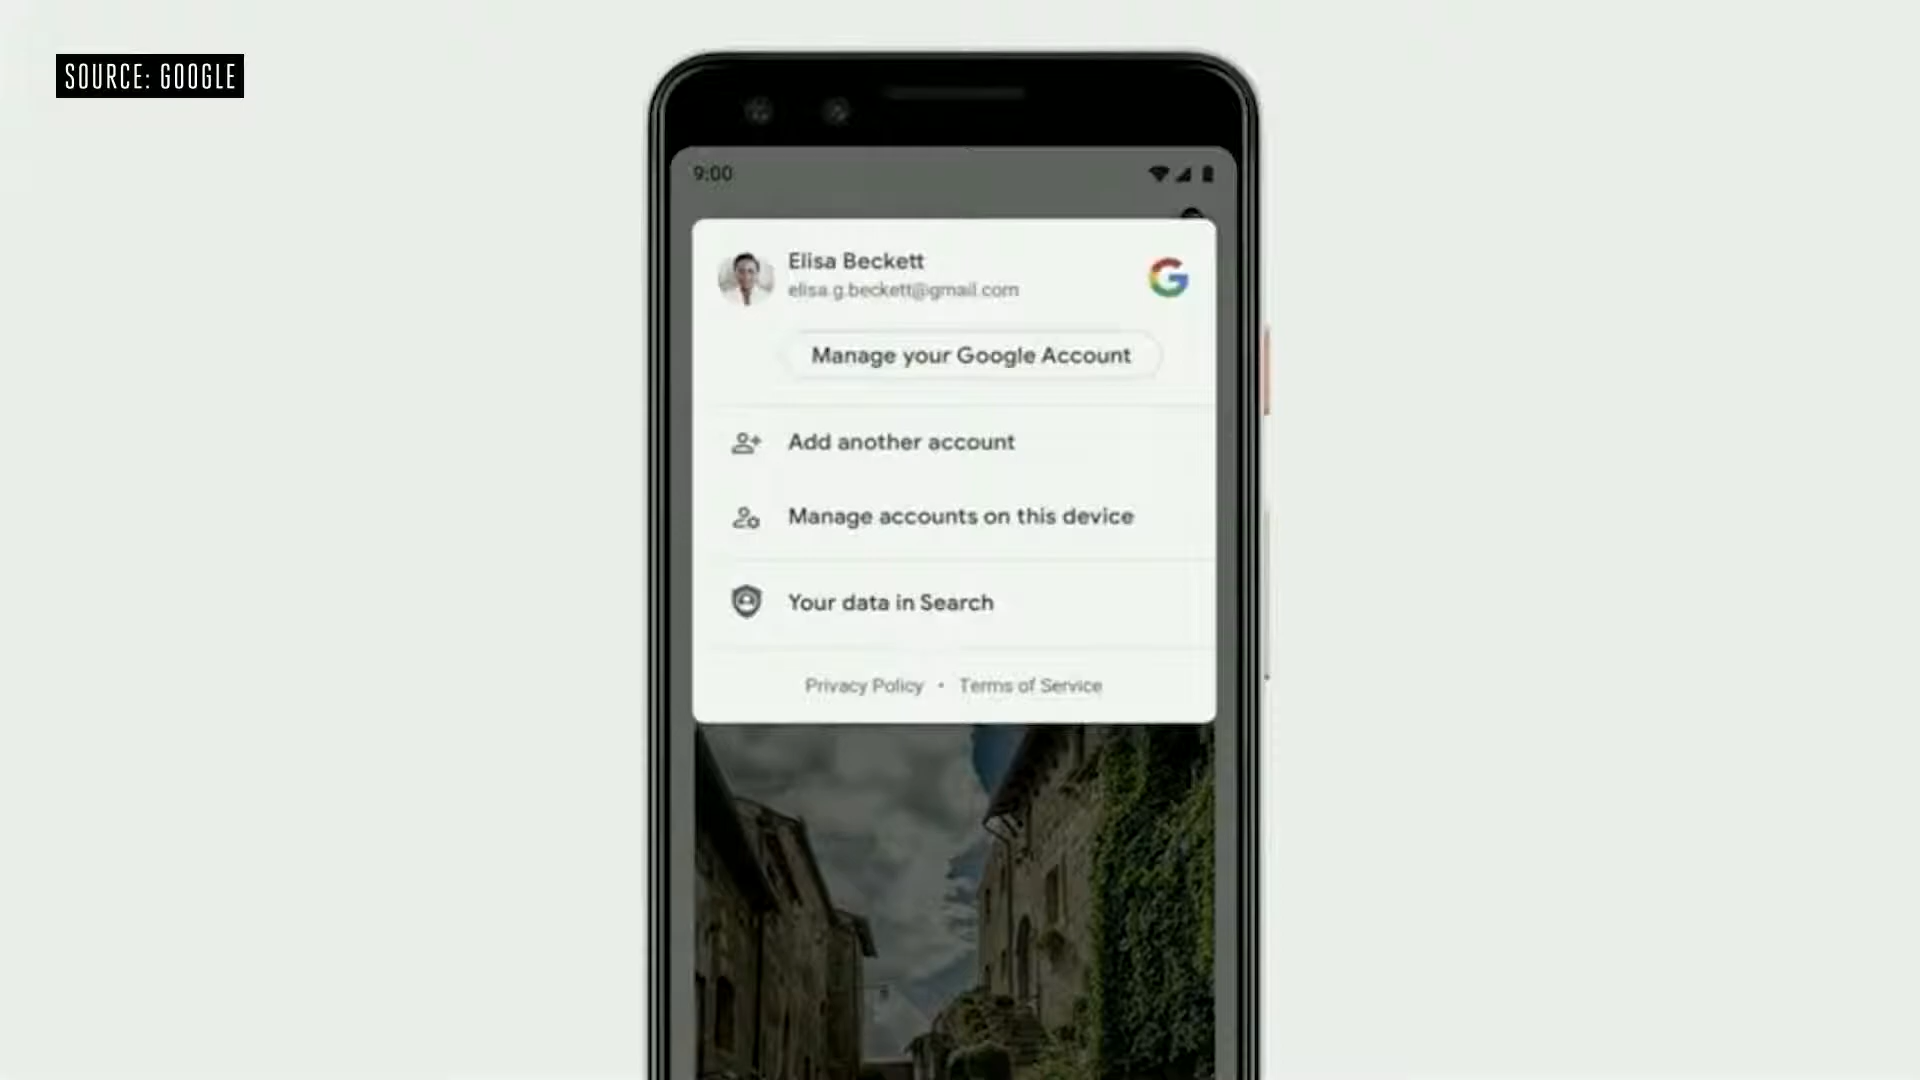 SOURCE: GOOGLE
9:00
Elisa Beckett
elisa.g.beckett@gmail.com
Manage your Google Account
Add another account
Manage accounts on this device
Your data in Search
Privacy Policy • Terms of Service